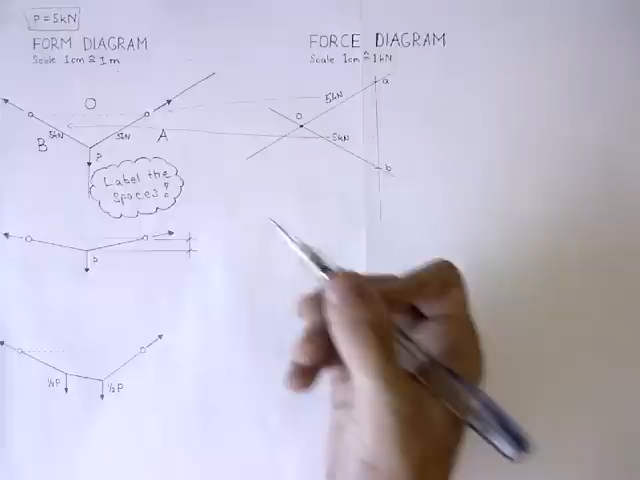 P = 5kN
FORM DIAGRAM
Scale 1cm ≙ 1m
FORCE DIAGRAM
Scale 1cm ≙ 1kN
O
A
B
5kN
5kN
P
Label the
spaces!
5kN
5kN
a
o
b
P
½P
½P